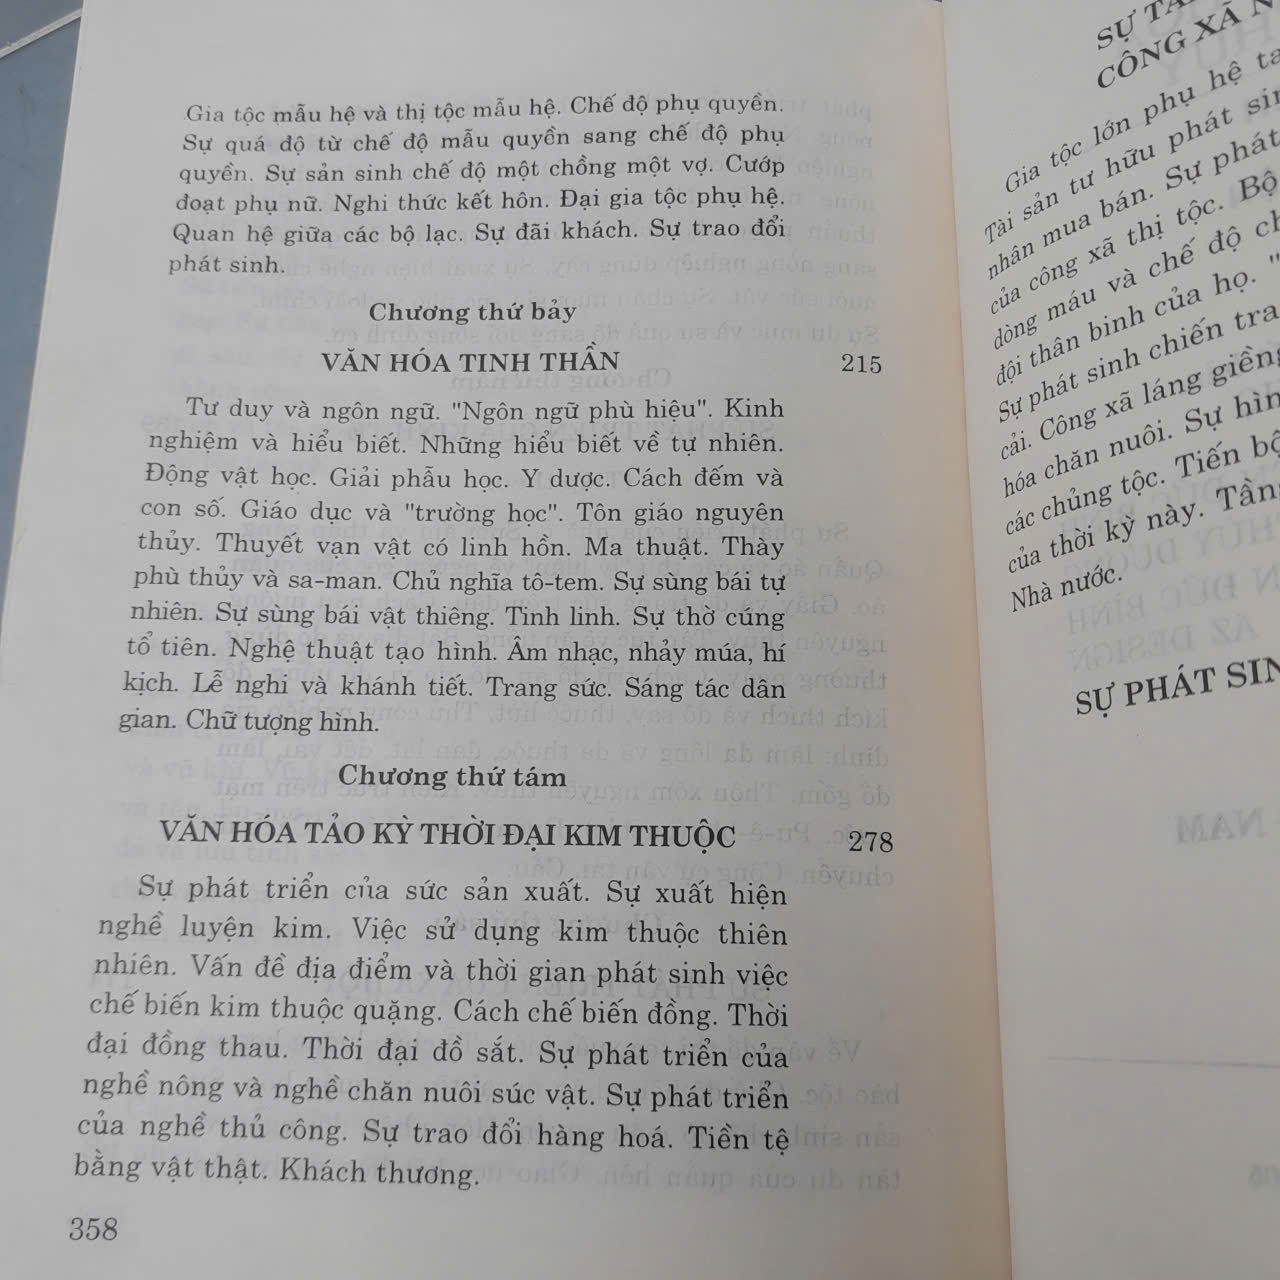 Gia tộc mẫu hệ và thị tộc mẫu hệ. Chế độ phụ quyền.
Sự quá độ từ chế độ mẫu quyền sang chế độ phụ
quyền. Sự sản sinh chế độ một chồng một vợ. Cướp
đoạt phụ nữ. Nghi thức kết hôn. Đại gia tộc phụ hệ.
Quan hệ giữa các bộ lạc. Sự đãi khách. Sự trao đổi
phát sinh.
Chương thứ bảy
VĂN HÓA TINH THẦN 215
Tư duy và ngôn ngữ. "Ngôn ngữ phù hiệu". Kinh
nghiệm và hiểu biết. Những hiểu biết về tự nhiên.
Động vật học. Giải phẫu học. Y dược. Cách đếm và
con số. Giáo dục và "trường học". Tôn giáo nguyên
thủy. Thuyết vạn vật có linh hồn. Ma thuật. Thày
phù thủy và sa-man. Chủ nghĩa tô-tem. Sự sùng bái tự
nhiên. Sự sùng bái vật thiêng. Tinh linh. Sự thờ cúng
tổ tiên. Nghệ thuật tạo hình. Âm nhạc, nhảy múa, hí
kịch. Lễ nghi và khánh tiết. Trang sức. Sáng tác dân
gian. Chữ tượng hình.
Chương thứ tám
VĂN HÓA TẢO KỲ THỜI ĐẠI KIM THUỘC 278
Sự phát triển của sức sản xuất. Sự xuất hiện
nghề luyện kim. Việc sử dụng kim thuộc thiên
nhiên. Vấn đề địa điểm và thời gian phát sinh việc
chế biến kim thuộc quặng. Cách chế biến đồng. Thời
đại đồng thau. Thời đại đồ sắt. Sự phát triển của
nghề nông và nghề chăn nuôi súc vật. Sự phát triển
của nghề thủ công. Sự trao đổi hàng hoá. Tiền tệ
bằng vật thật. Khách thương.
358
SỰ TA
CÔNG XÃ N
Gia tộc lớn phụ hệ ta
Tài sản tư hữu phát sin
nhân mua bán. Sự phát
của công xã thị tộc. Bộ
dòng máu và chế độ ch
đội thân binh của họ. "
Sự phát sinh chiến tra
cải. Công xã láng giềng
hóa chăn nuôi. Sự hìn
các chủng tộc. Tiến bộ
của thời kỳ này. Tầng
Nhà nước.
SỰ PHÁT SIN